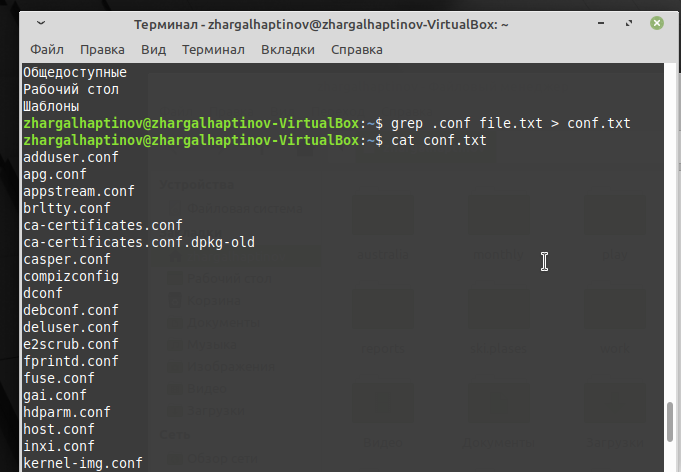 Терминал - zhargalhaptinov@zhargalhaptinov-VirtualBox: ~
Файл Правка Вид Терминал Вкладки Справка
Общедоступные
Рабочий стол
Шаблоны
zhargalhaptinov@zhargalhaptinov-VirtualBox:~$ grep .conf file.txt > conf.txt
zhargalhaptinov@zhargalhaptinov-VirtualBox:~$ cat conf.txt
adduser.conf
apg.conf
appstream.conf
brltty.conf
ca-certificates.conf
ca-certificates.conf.dpkg-old
casper.conf
compizconfig
dconf
debconf.conf
deluser.conf
e2scrub.conf
fprintd.conf
fuse.conf
gai.conf
hdparm.conf
host.conf
inxi.conf
kernel-img.conf